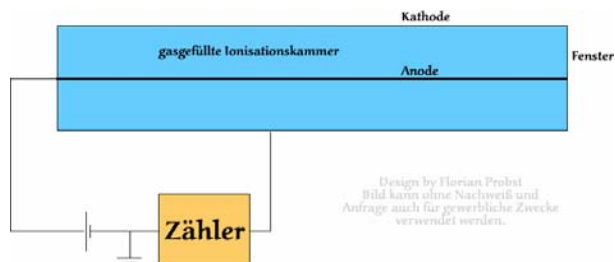 Kathode
gasgefüllte Ionisationskammer
Fenster
Anode
Design by Florian Probst
Bild kann ohne Nachweiß und
Anfrage auch für gewerbliche Zwecke
verwendet werden.
Zähler